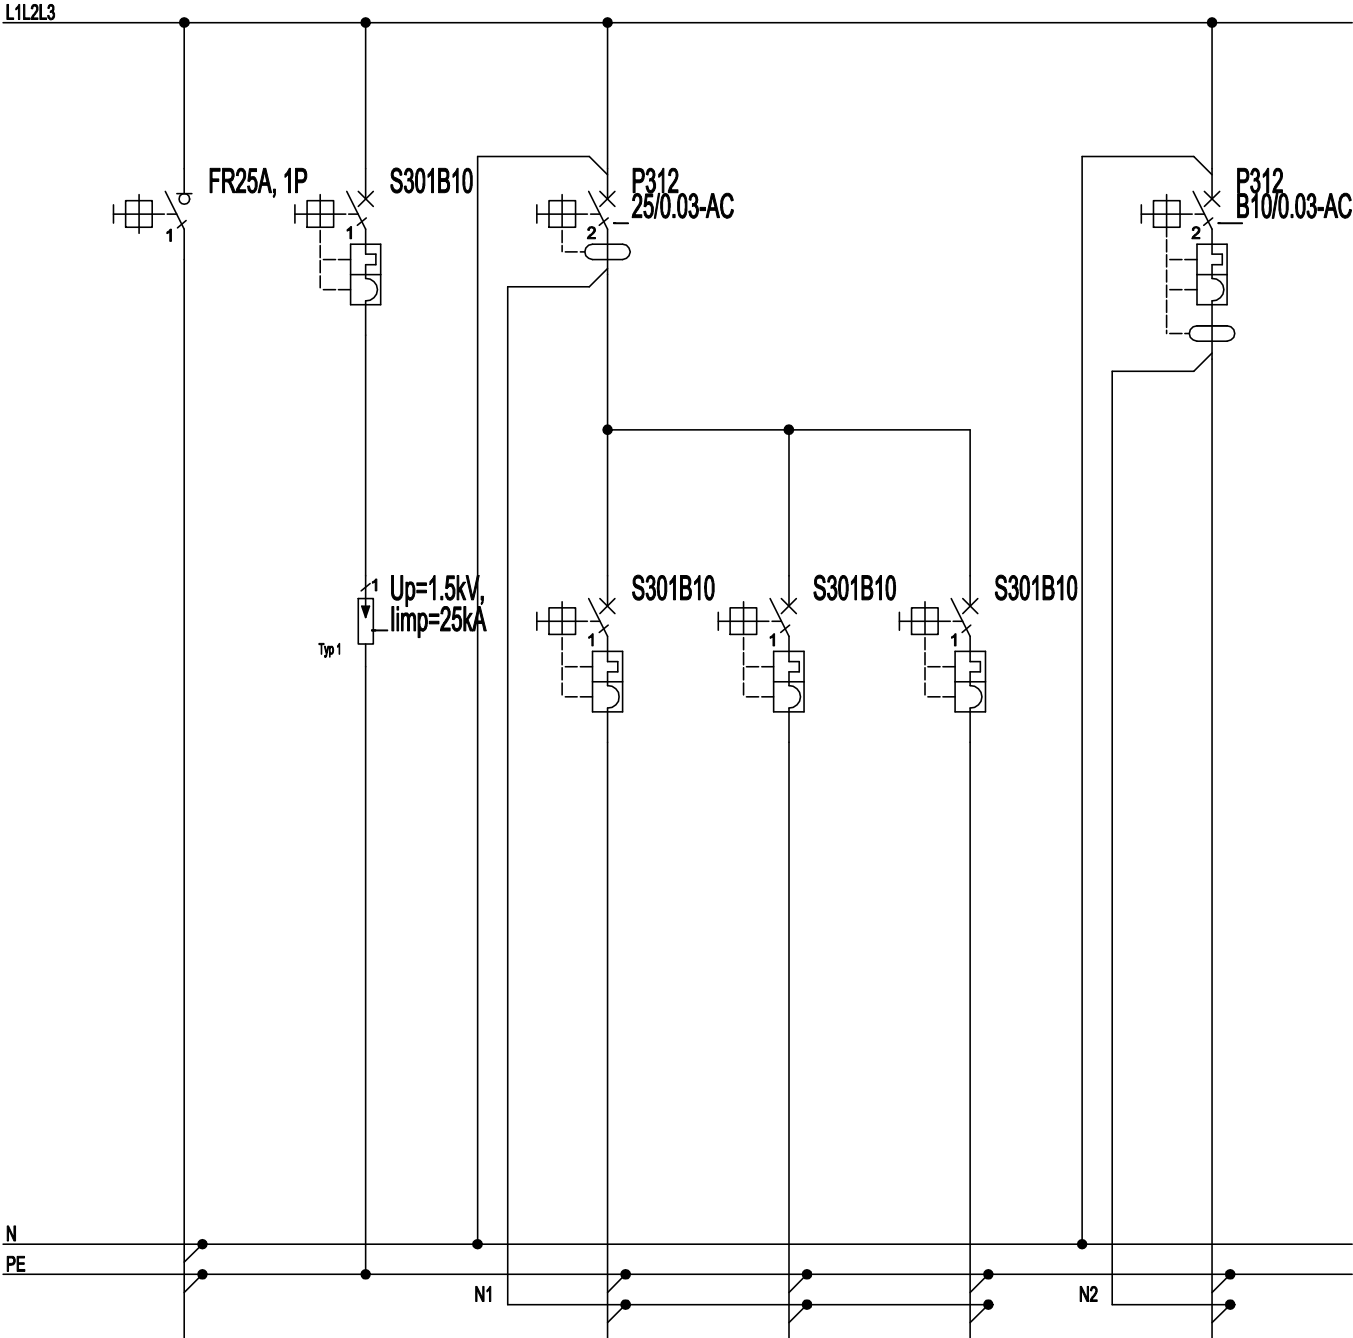 L1L2L3
FR25A, 1P
1
S301B10
1
P312
25/0.03-AC
2
P312
B10/0.03-AC
2
1
Up=1.5kV,
Iimp=25kA
Typ 1
S301B10
1
S301B10
1
S301B10
1
N
PE
N1
N2